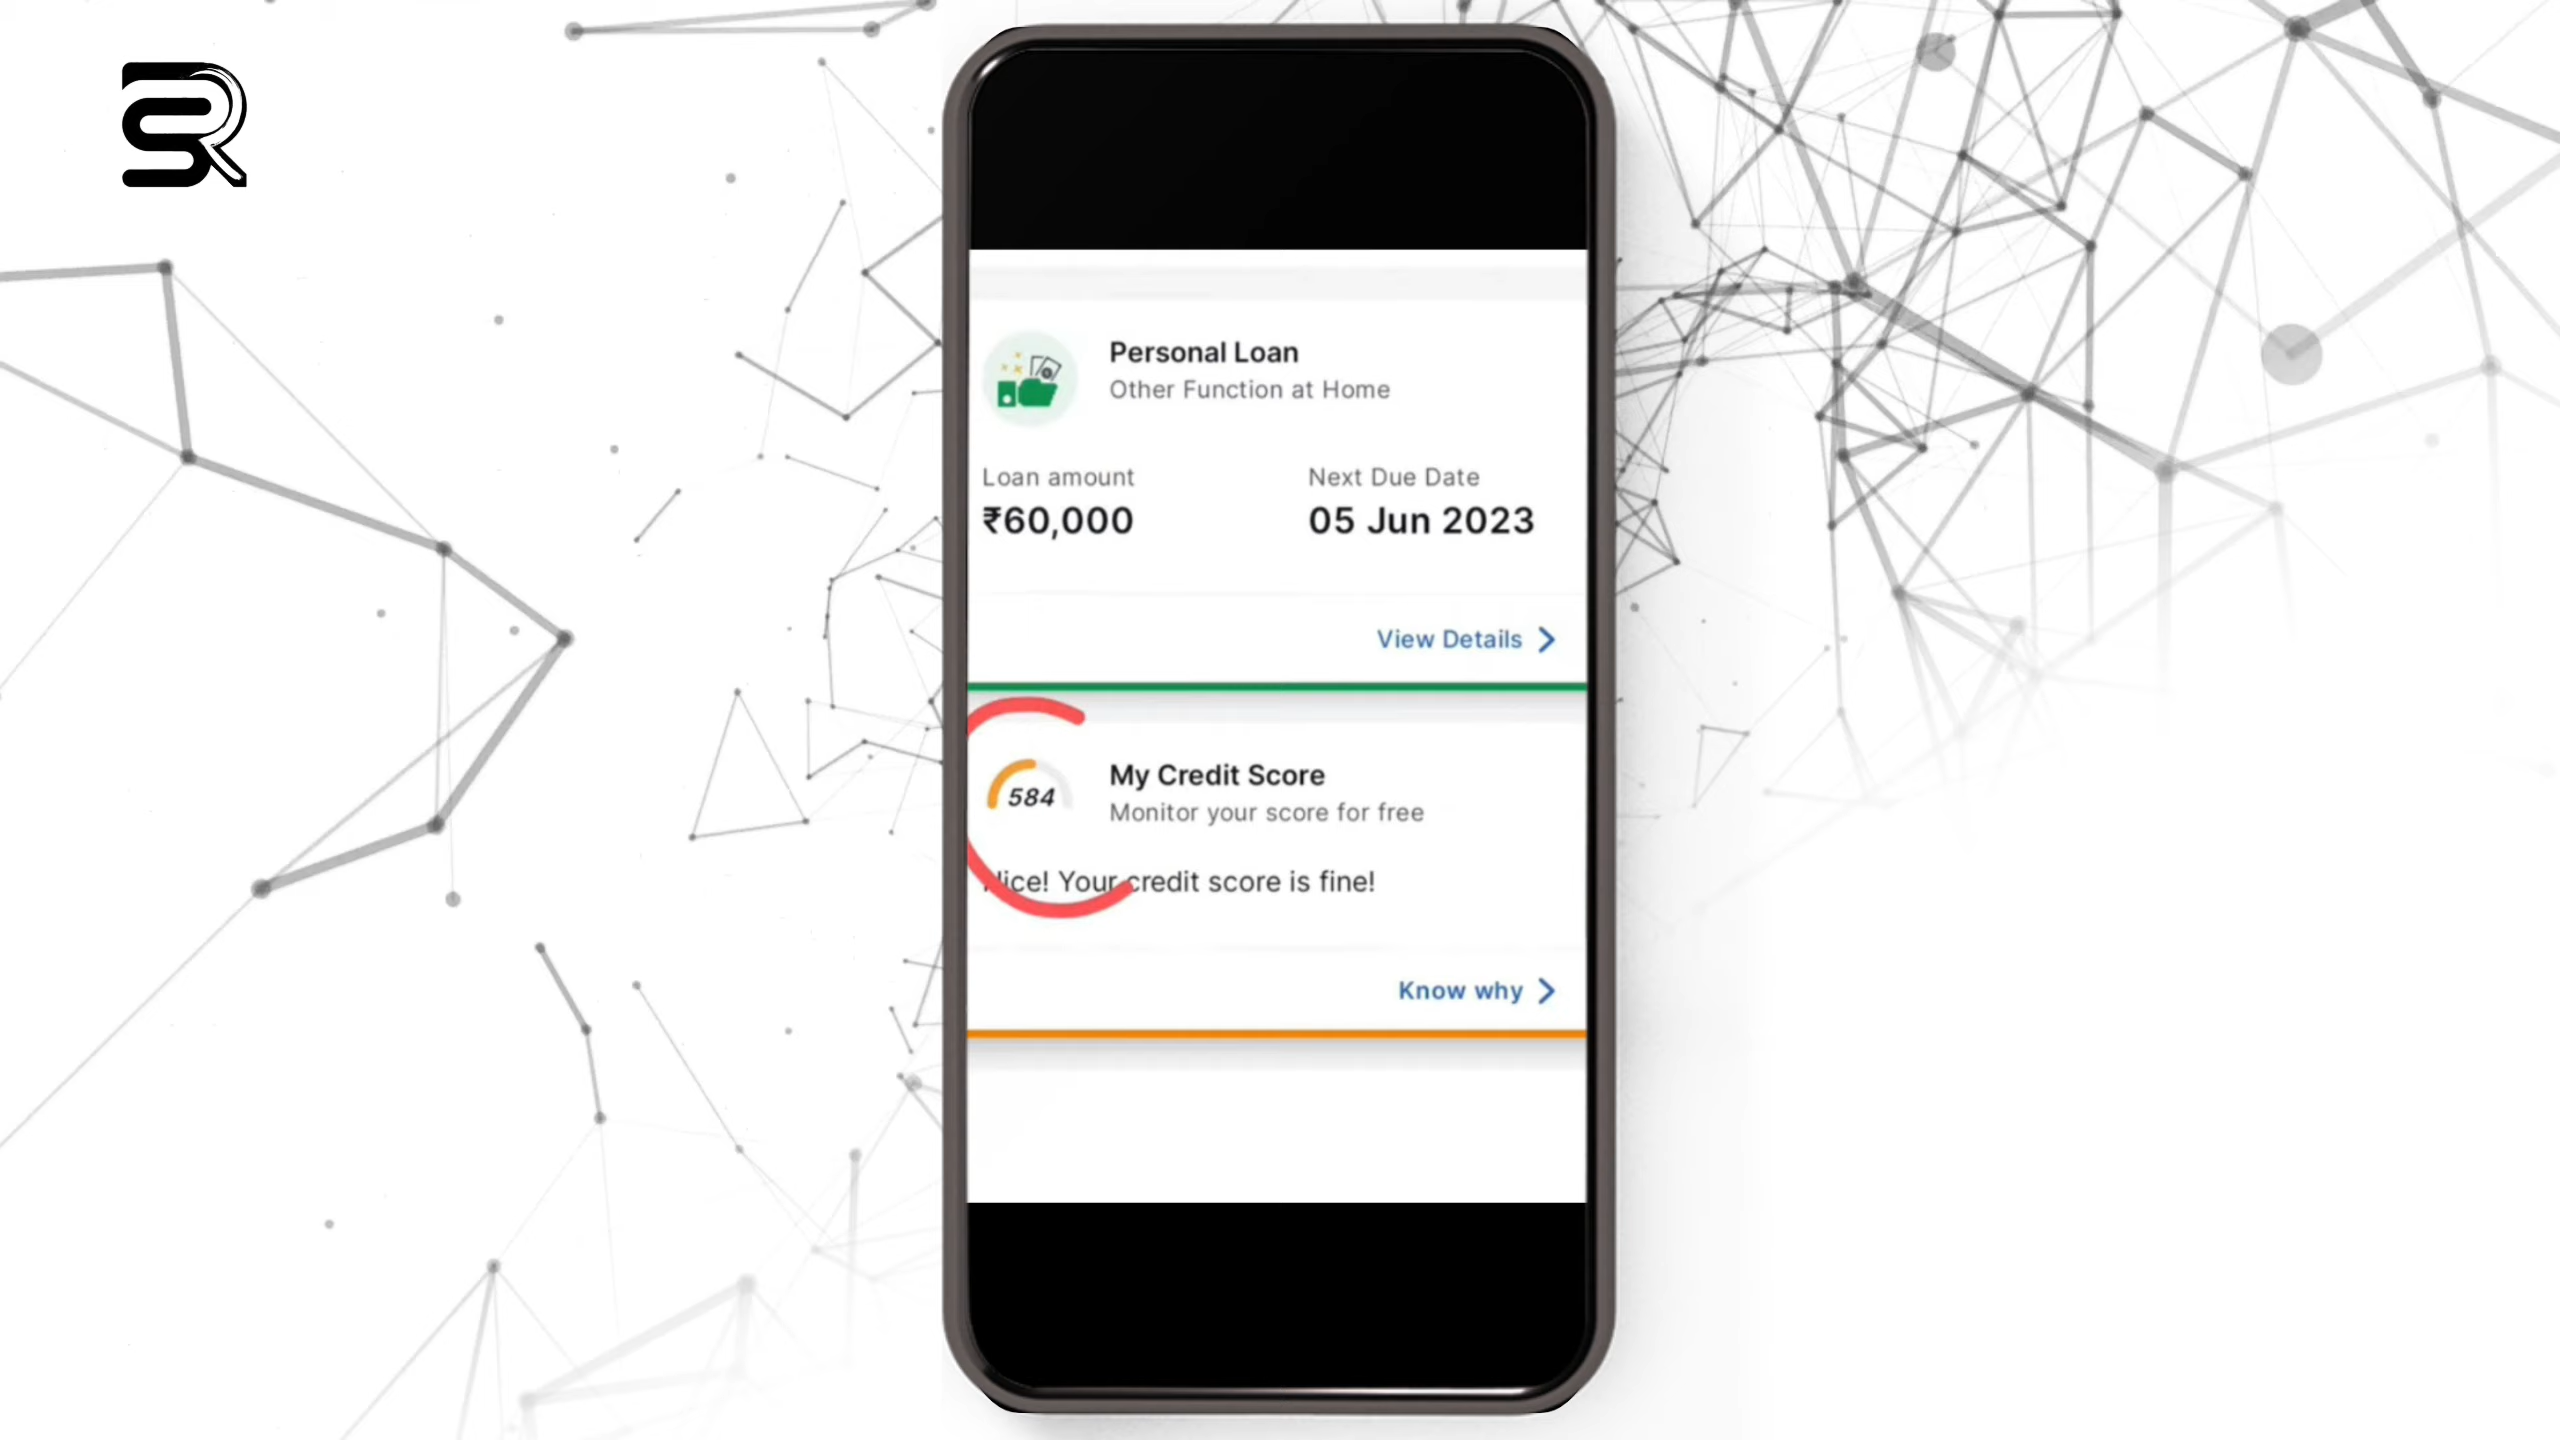 Personal Loan
Other Function at Home
Loan amount
₹60,000
Next Due Date
05 Jun 2023
View Details
584
My Credit Score
Monitor your score for free
Nice! Your credit score is fine!
Know why